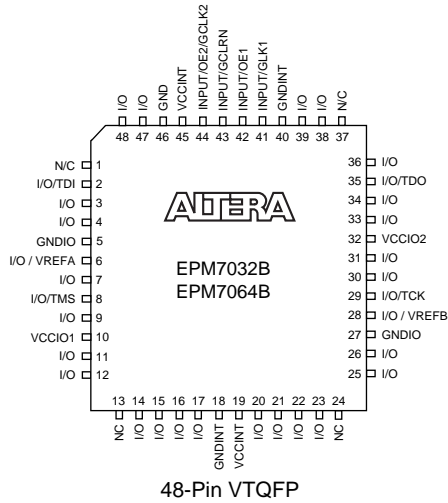 I/O
I/O
GND
VCCINT
INPUT/OE2/GCLK2
INPUT/GCLRN
INPUT/OE1
INPUT/GLK1
GNDINT
I/O
I/O
N/C
48 47 46 45 44 43 42 41 40 39 38 37
N/C 1
I/O/TDI 2
I/O 3
I/O 4
GNDIO 5
I/O / VREFA 6
I/O 7
I/O/TMS 8
I/O 9
VCCIO1 10
I/O 11
I/O 12
ALTERA
EPM7032B
EPM7064B
36 I/O
35 I/O/TDO
34 I/O
33 I/O
32 VCCIO2
31 I/O
30 I/O
29 I/O/TCK
28 I/O / VREFB
27 GNDIO
26 I/O
25 I/O
13 14 15 16 17 18 19 20 21 22 23 24
NC
I/O
I/O
I/O
I/O
GNDINT
VCCINT
I/O
I/O
I/O
I/O
NC
48-Pin VTQFP